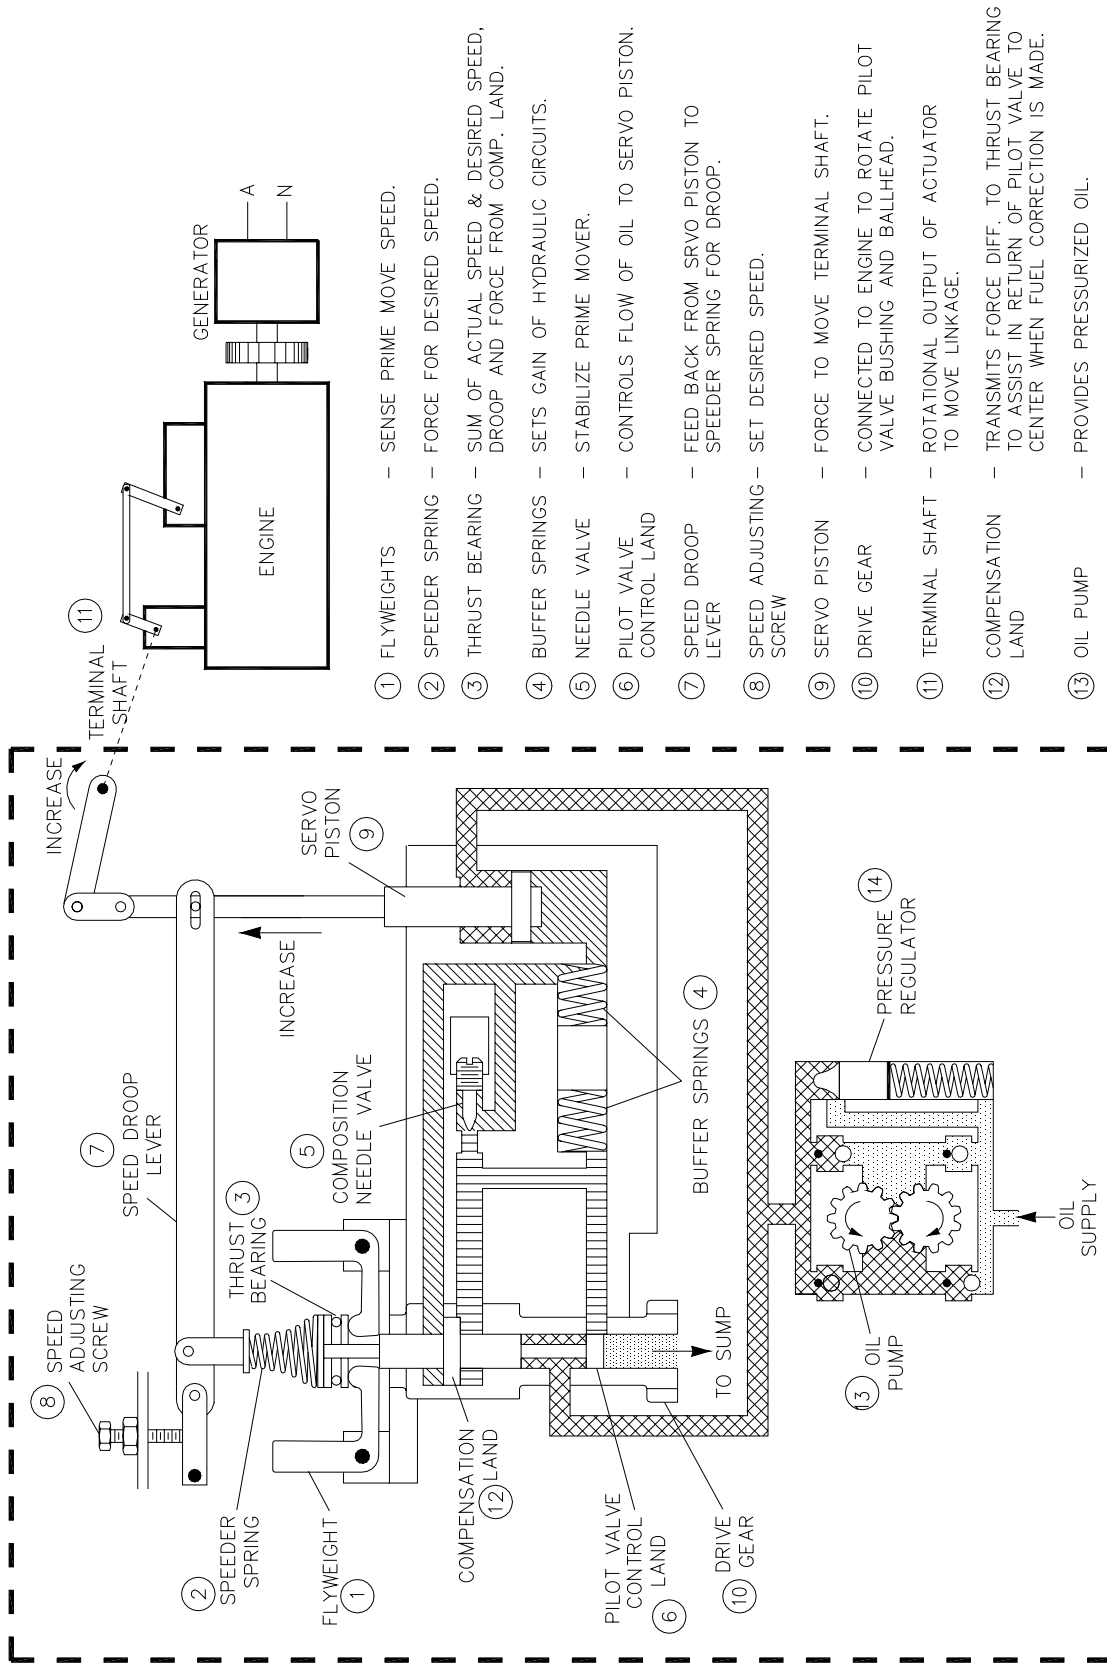 INCREASE
TERMINAL
SHAFT
11
GENERATOR
A
N
ENGINE
8 SPEED
ADJUSTING
SCREW
7
SPEED DROOP
LEVER
2
SPEEDER
SPRING
THRUST 3
BEARING
INCREASE
SERVO
PISTON
9
FLYWEIGHT
1
5
COMPOSITION
NEEDLE VALVE
COMPENSATION
12 LAND
BUFFER SPRINGS 4
PILOT VALVE
CONTROL
LAND
6
DRIVE
10 GEAR
TO SUMP
14
PRESSURE
REGULATOR
13 OIL
PUMP
OIL
SUPPLY
1 FLYWEIGHTS – SENSE PRIME MOVE SPEED.
2 SPEEDER SPRING – FORCE FOR DESIRED SPEED.
3 THRUST BEARING – SUM OF ACTUAL SPEED & DESIRED SPEED,
DROOP AND FORCE FROM COMP. LAND.
4 BUFFER SPRINGS – SETS GAIN OF HYDRAULIC CIRCUITS.
5 NEEDLE VALVE – STABILIZE PRIME MOVER.
6 PILOT VALVE – CONTROLS FLOW OF OIL TO SERVO PISTON.
CONTROL LAND
7 SPEED DROOP – FEED BACK FROM SRVO PISTON TO
LEVER SPEEDER SPRING FOR DROOP.
8 SPEED ADJUSTING – SET DESIRED SPEED.
SCREW
9 SERVO PISTON – FORCE TO MOVE TERMINAL SHAFT.
10 DRIVE GEAR – CONNECTED TO ENGINE TO ROTATE PILOT
VALVE BUSHING AND BALLHEAD.
11 TERMINAL SHAFT – ROTATIONAL OUTPUT OF ACTUATOR
TO MOVE LINKAGE.
12 COMPENSATION – TRANSMITS FORCE DIFF. TO THRUST BEARING
LAND TO ASSIST IN RETURN OF PILOT VALVE TO
CENTER WHEN FUEL CORRECTION IS MADE.
13 OIL PUMP – PROVIDES PRESSURIZED OIL.